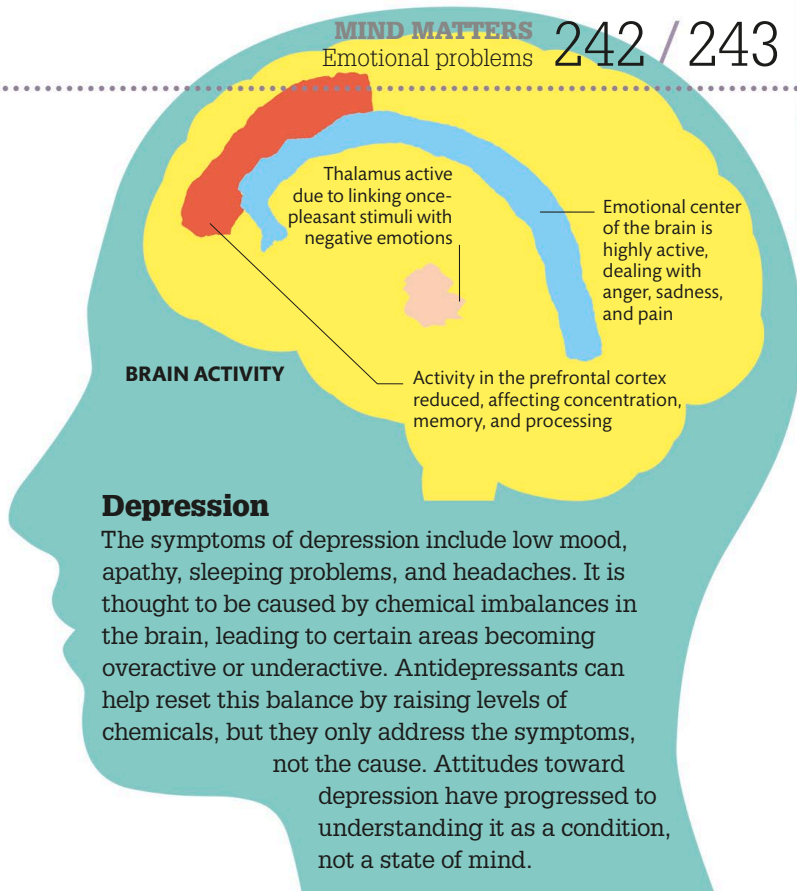 MIND MATTERS
Emotional problems
242 / 243
Thalamus active
due to linking once-
pleasant stimuli with
negative emotions
Emotional center
of the brain is
highly active,
dealing with
anger, sadness,
and pain
BRAIN ACTIVITY
Activity in the prefrontal cortex
reduced, affecting concentration,
memory, and processing
Depression
The symptoms of depression include low mood,
apathy, sleeping problems, and headaches. It is
thought to be caused by chemical imbalances in
the brain, leading to certain areas becoming
overactive or underactive. Antidepressants can
help reset this balance by raising levels of
chemicals, but they only address the symptoms,
not the cause. Attitudes toward
depression have progressed to
understanding it as a condition,
not a state of mind.